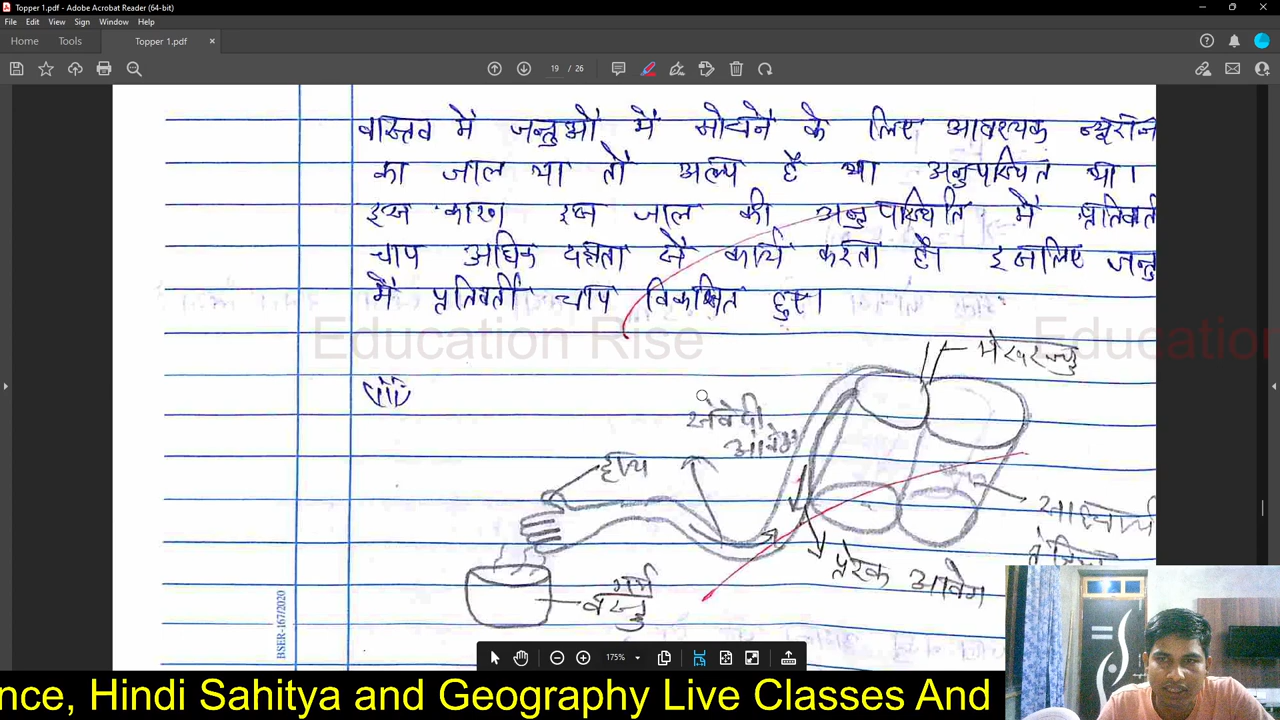 Topper 1.pdf - Adobe Acrobat Reader (64-bit)
File Edit View Sign Window Help
Home Tools Topper 1.pdf ×
19 / 26
वास्तव में जन्तुओं में सोचने के लिए आवश्यक न्यूरॉन
का जाल या तो अल्प है या अनुपस्थित था।
इस कारण इस जाल की अनुपस्थिति में प्रतिवर्ती
चाप अधिक दक्षता से कार्य करता है। इसलिए जन्तु
में प्रतिवर्ती चाप विकसित हुए।
Education Rise Education Rise
(iii)
मेरुरज्जु
संवेदी
आवेग
हाथ
प्रेरक आवेग
गर्म
वस्तु
BSER-167/2020
175%
nce, Hindi Sahitya and Geography Live Classes And